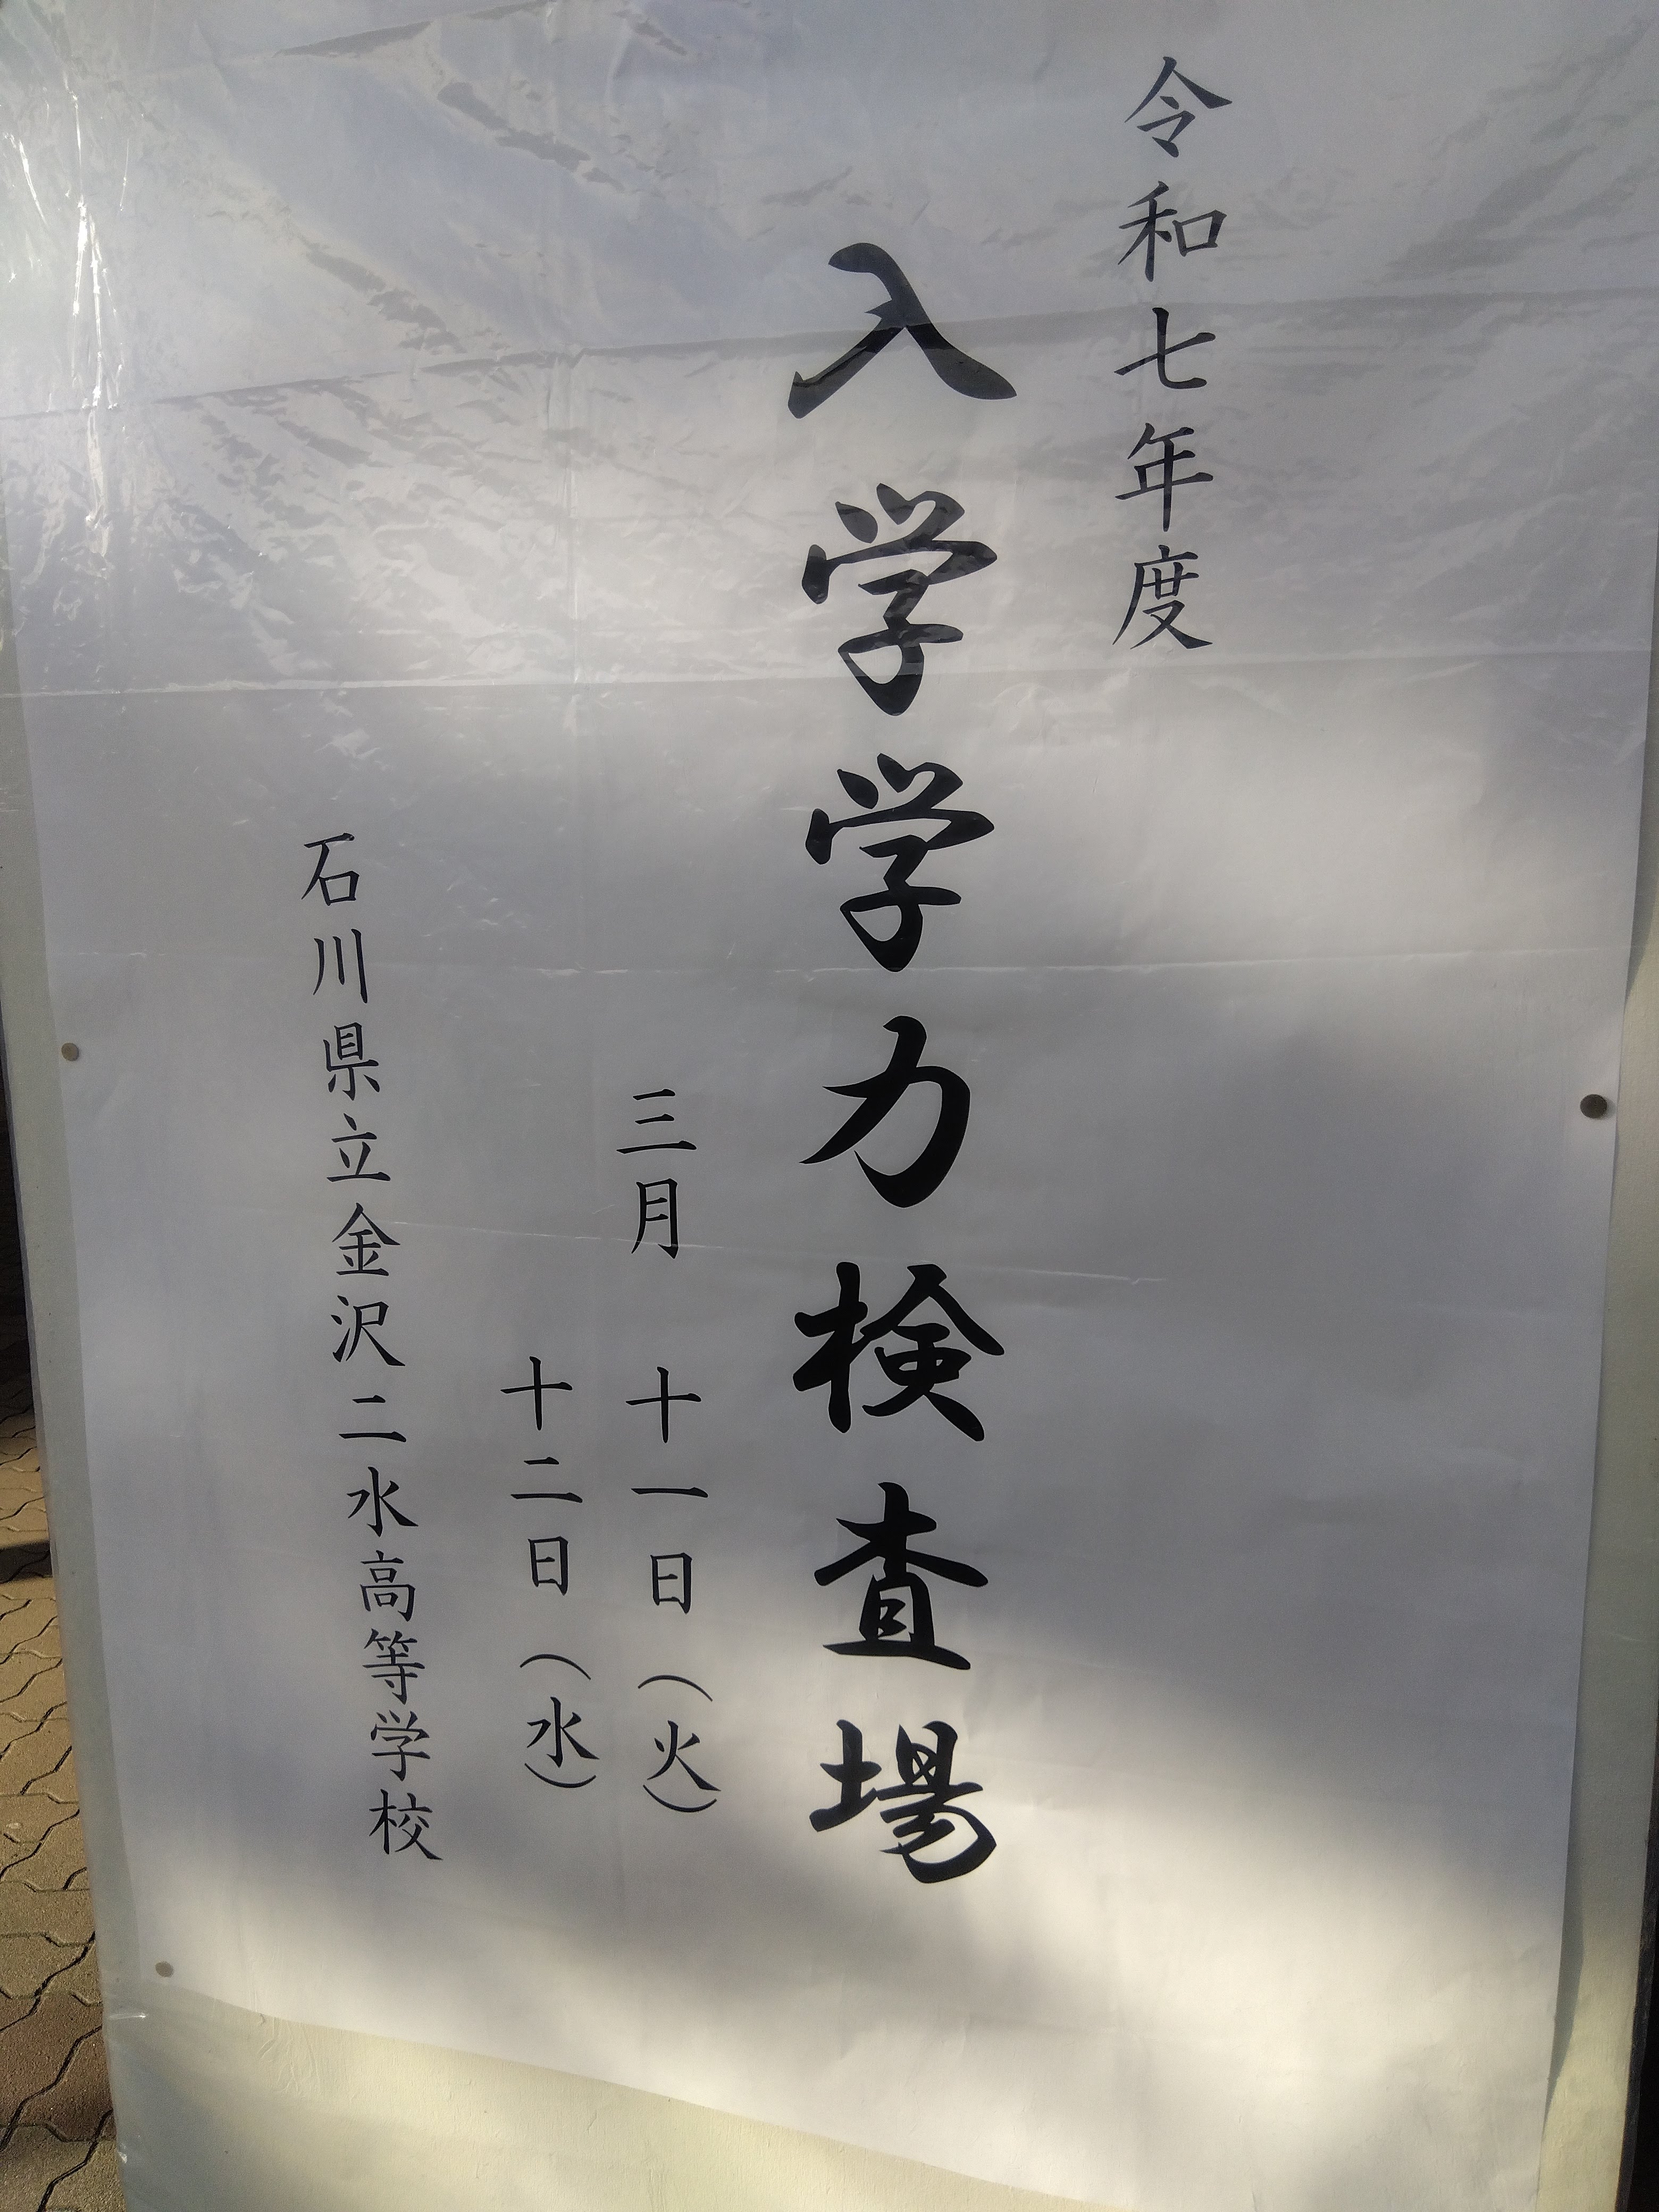 令和七年度
入学学力検査場
三月 十一日（火）
十二日（水）
石川県立金沢二水高等学校